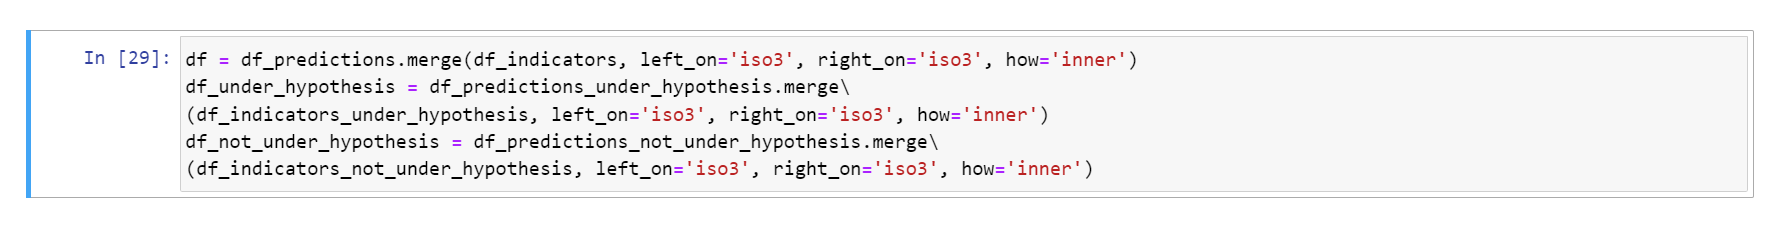 In [29]: df = df_predictions.merge(df_indicators, left_on='iso3', right_on='iso3', how='inner')
df_under_hypothesis = df_predictions_under_hypothesis.merge\
(df_indicators_under_hypothesis, left_on='iso3', right_on='iso3', how='inner')
df_not_under_hypothesis = df_predictions_not_under_hypothesis.merge\
(df_indicators_not_under_hypothesis, left_on='iso3', right_on='iso3', how='inner')